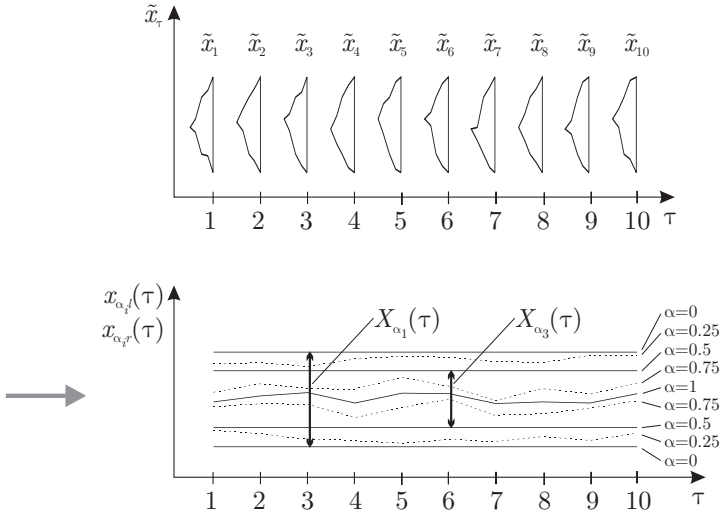 x̃_τ
x̃_1 x̃_2 x̃_3 x̃_4 x̃_5 x̃_6 x̃_7 x̃_8 x̃_9 x̃_10
1 2 3 4 5 6 7 8 9 10 τ
x_{α_i l}(τ)
x_{α_i r}(τ)
X_{α_1}(τ) X_{α_3}(τ)
α=0
α=0.25
α=0.5
α=0.75
α=1
α=0.75
α=0.5
α=0.25
α=0
1 2 3 4 5 6 7 8 9 10 τ